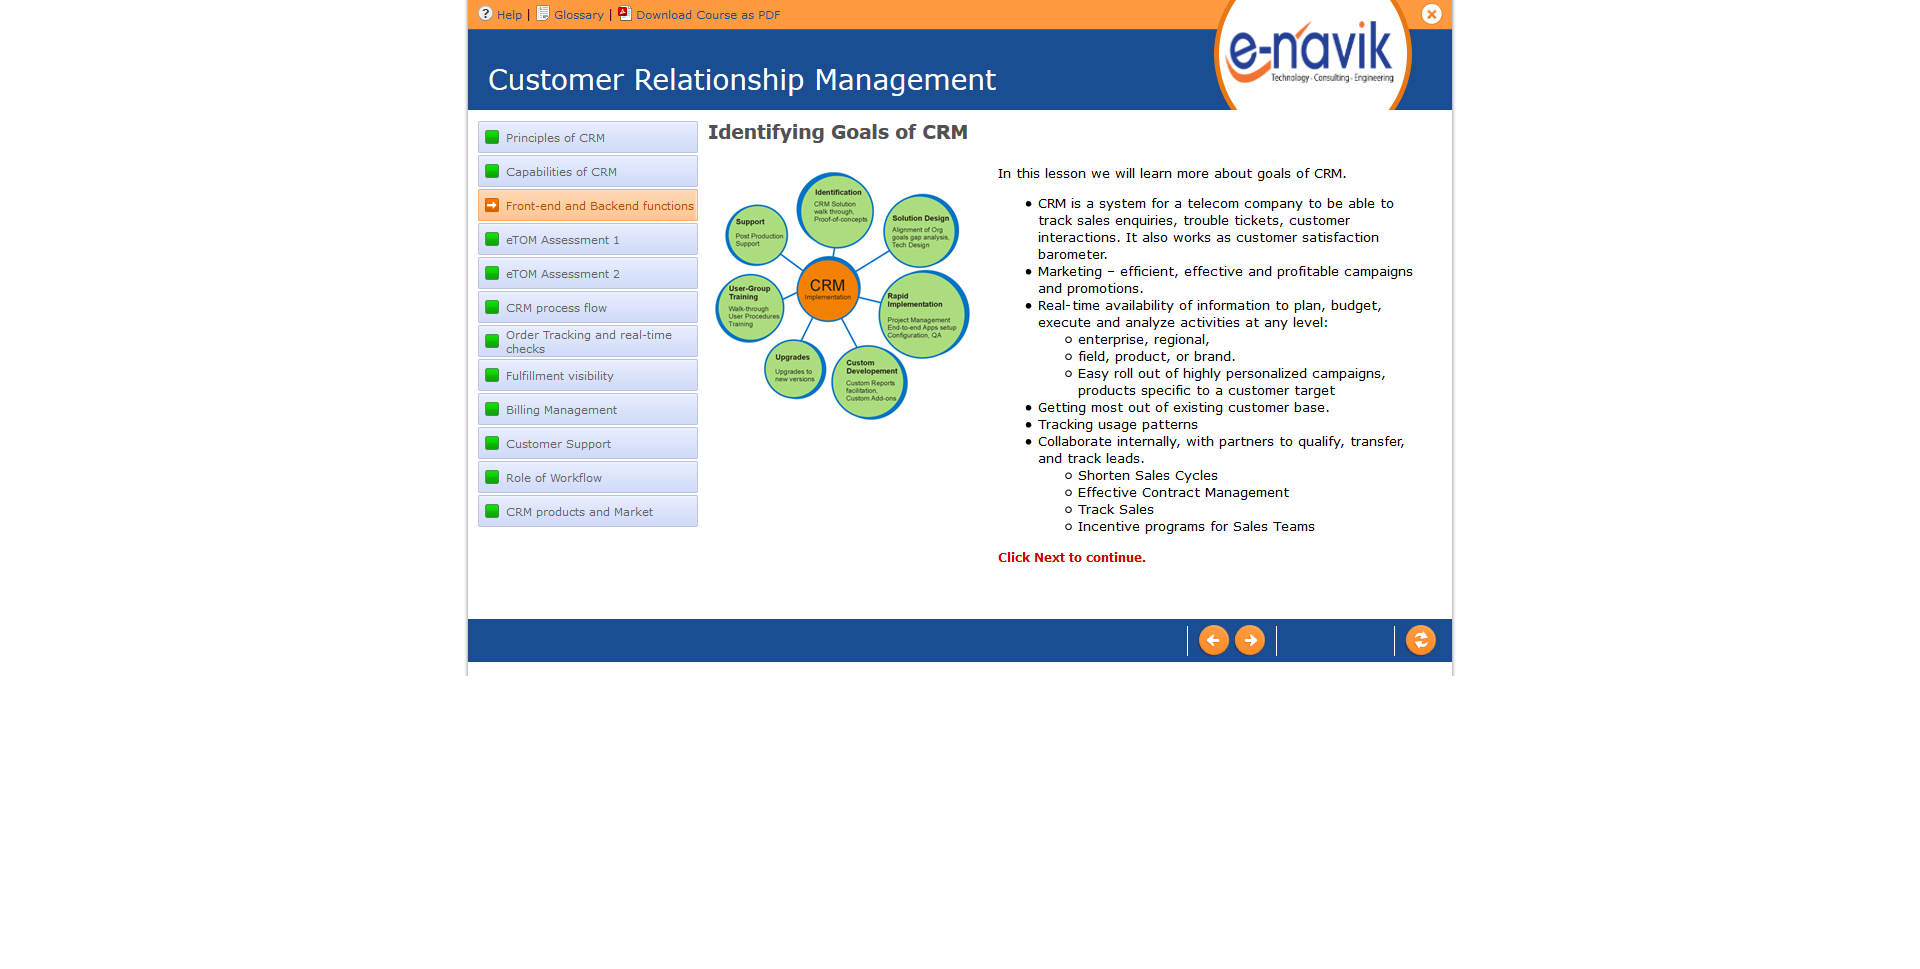 Help | Glossary | Download Course as PDF
e-navik
Technology - Consulting - Engineering
Customer Relationship Management
Principles of CRM
Capabilities of CRM
Front-end and Backend functions
eTOM Assessment 1
eTOM Assessment 2
CRM process flow
Order Tracking and real-time
checks
Fulfillment visibility
Billing Management
Customer Support
Role of Workflow
CRM products and Market
Identifying Goals of CRM
Identification
CRM Solution
walk through,
Proof-of-concepts
Solution Design
Alignment of Org
goals gap analysis,
Tech Design
Support
Post Production
Support
CRM
Implementation
User-Group
Training
Walk-through
User Procedures
Training
Rapid
Implementation
Project Management
End-to-end Apps setup
Configuration, QA
Upgrades
Upgrades to
new versions
Custom
Developement
Custom Reports
facilitation,
Custom Add-ons
In this lesson we will learn more about goals of CRM.
CRM is a system for a telecom company to be able to
track sales enquiries, trouble tickets, customer
interactions. It also works as customer satisfaction
barometer.
Marketing – efficient, effective and profitable campaigns
and promotions.
Real-time availability of information to plan, budget,
execute and analyze activities at any level:
enterprise, regional,
field, product, or brand.
Easy roll out of highly personalized campaigns,
products specific to a customer target
Getting most out of existing customer base.
Tracking usage patterns
Collaborate internally, with partners to qualify, transfer,
and track leads.
Shorten Sales Cycles
Effective Contract Management
Track Sales
Incentive programs for Sales Teams
Click Next to continue.